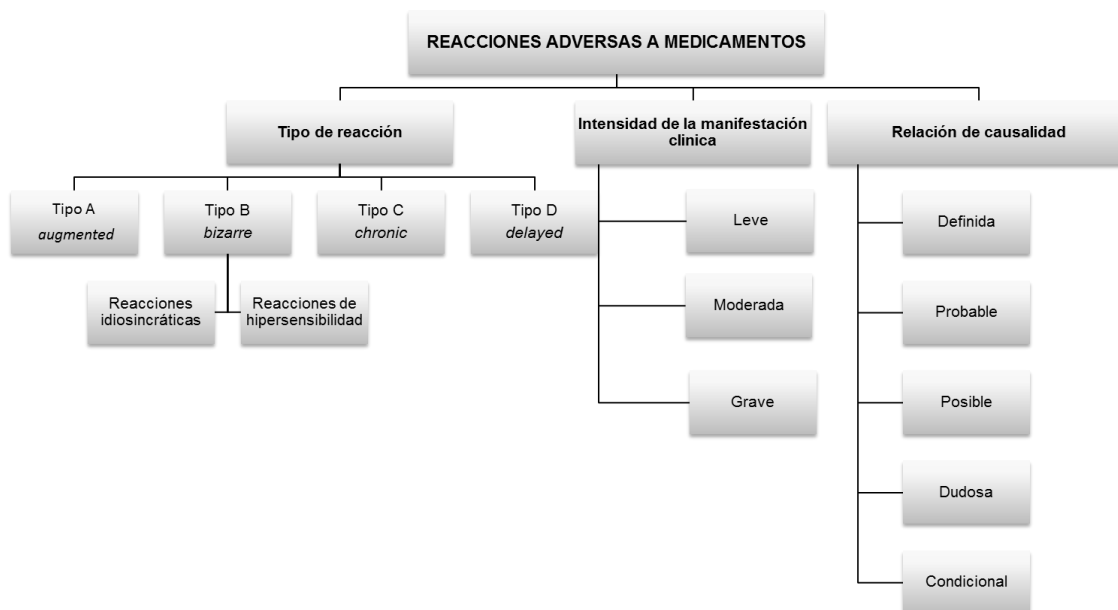 REACCIONES ADVERSAS A MEDICAMENTOS
Tipo de reacción
Intensidad de la manifestación
clinica
Relación de causalidad
Tipo A
augmented
Tipo B
bizarre
Tipo C
chronic
Tipo D
delayed
Reacciones
idiosincráticas
Reacciones de
hipersensibilidad
Leve
Moderada
Grave
Definida
Probable
Posible
Dudosa
Condicional